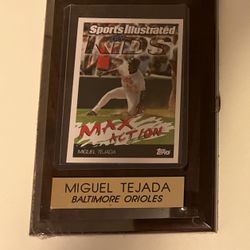 Sports Illustrated
KIDS
MAX
ACTION
MIGUEL TEJADA
Topps
MIGUEL TEJADA
BALTIMORE ORIOLES